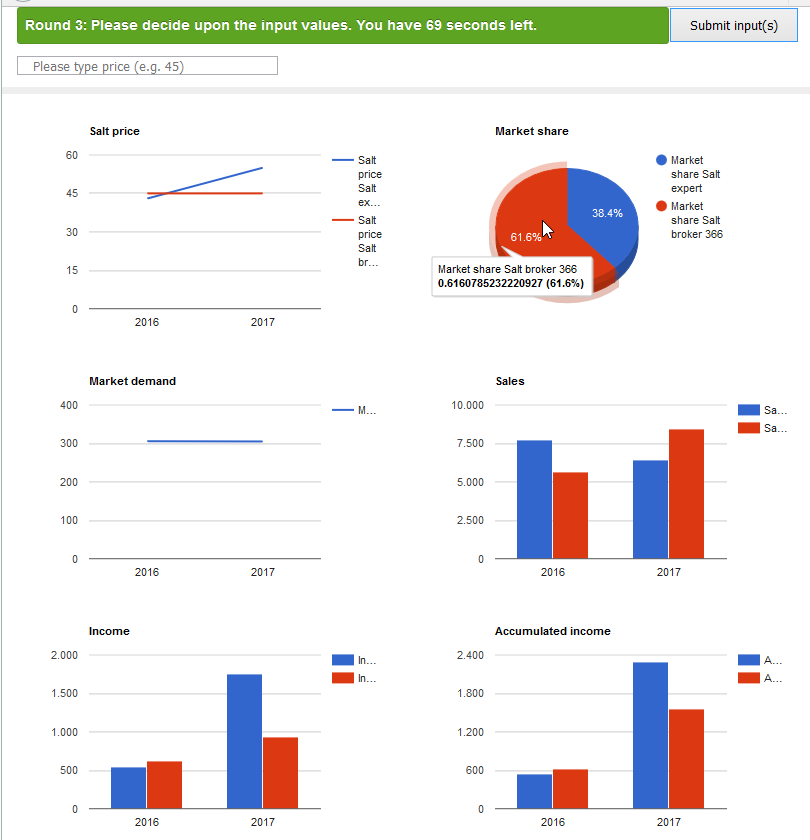 Round 3: Please decide upon the input values. You have 69 seconds left.
Submit input(s)
Please type price (e.g. 45)
Salt price
60
45
30
15
0
2016
2017
Salt
price
Salt
ex...
Salt
price
Salt
br...
Market share
38.4%
61.6%
Market
share Salt
expert
Market
share Salt
broker 366
Market share Salt broker 366
0.6160785232220927 (61.6%)
Market demand
400
300
200
100
0
2016
2017
M...
Sales
10.000
7.500
5.000
2.500
0
2016
2017
Sa...
Sa...
Income
2.000
1.500
1.000
500
0
2016
2017
In...
In...
Accumulated income
2.400
1.800
1.200
600
0
2016
2017
A...
A...